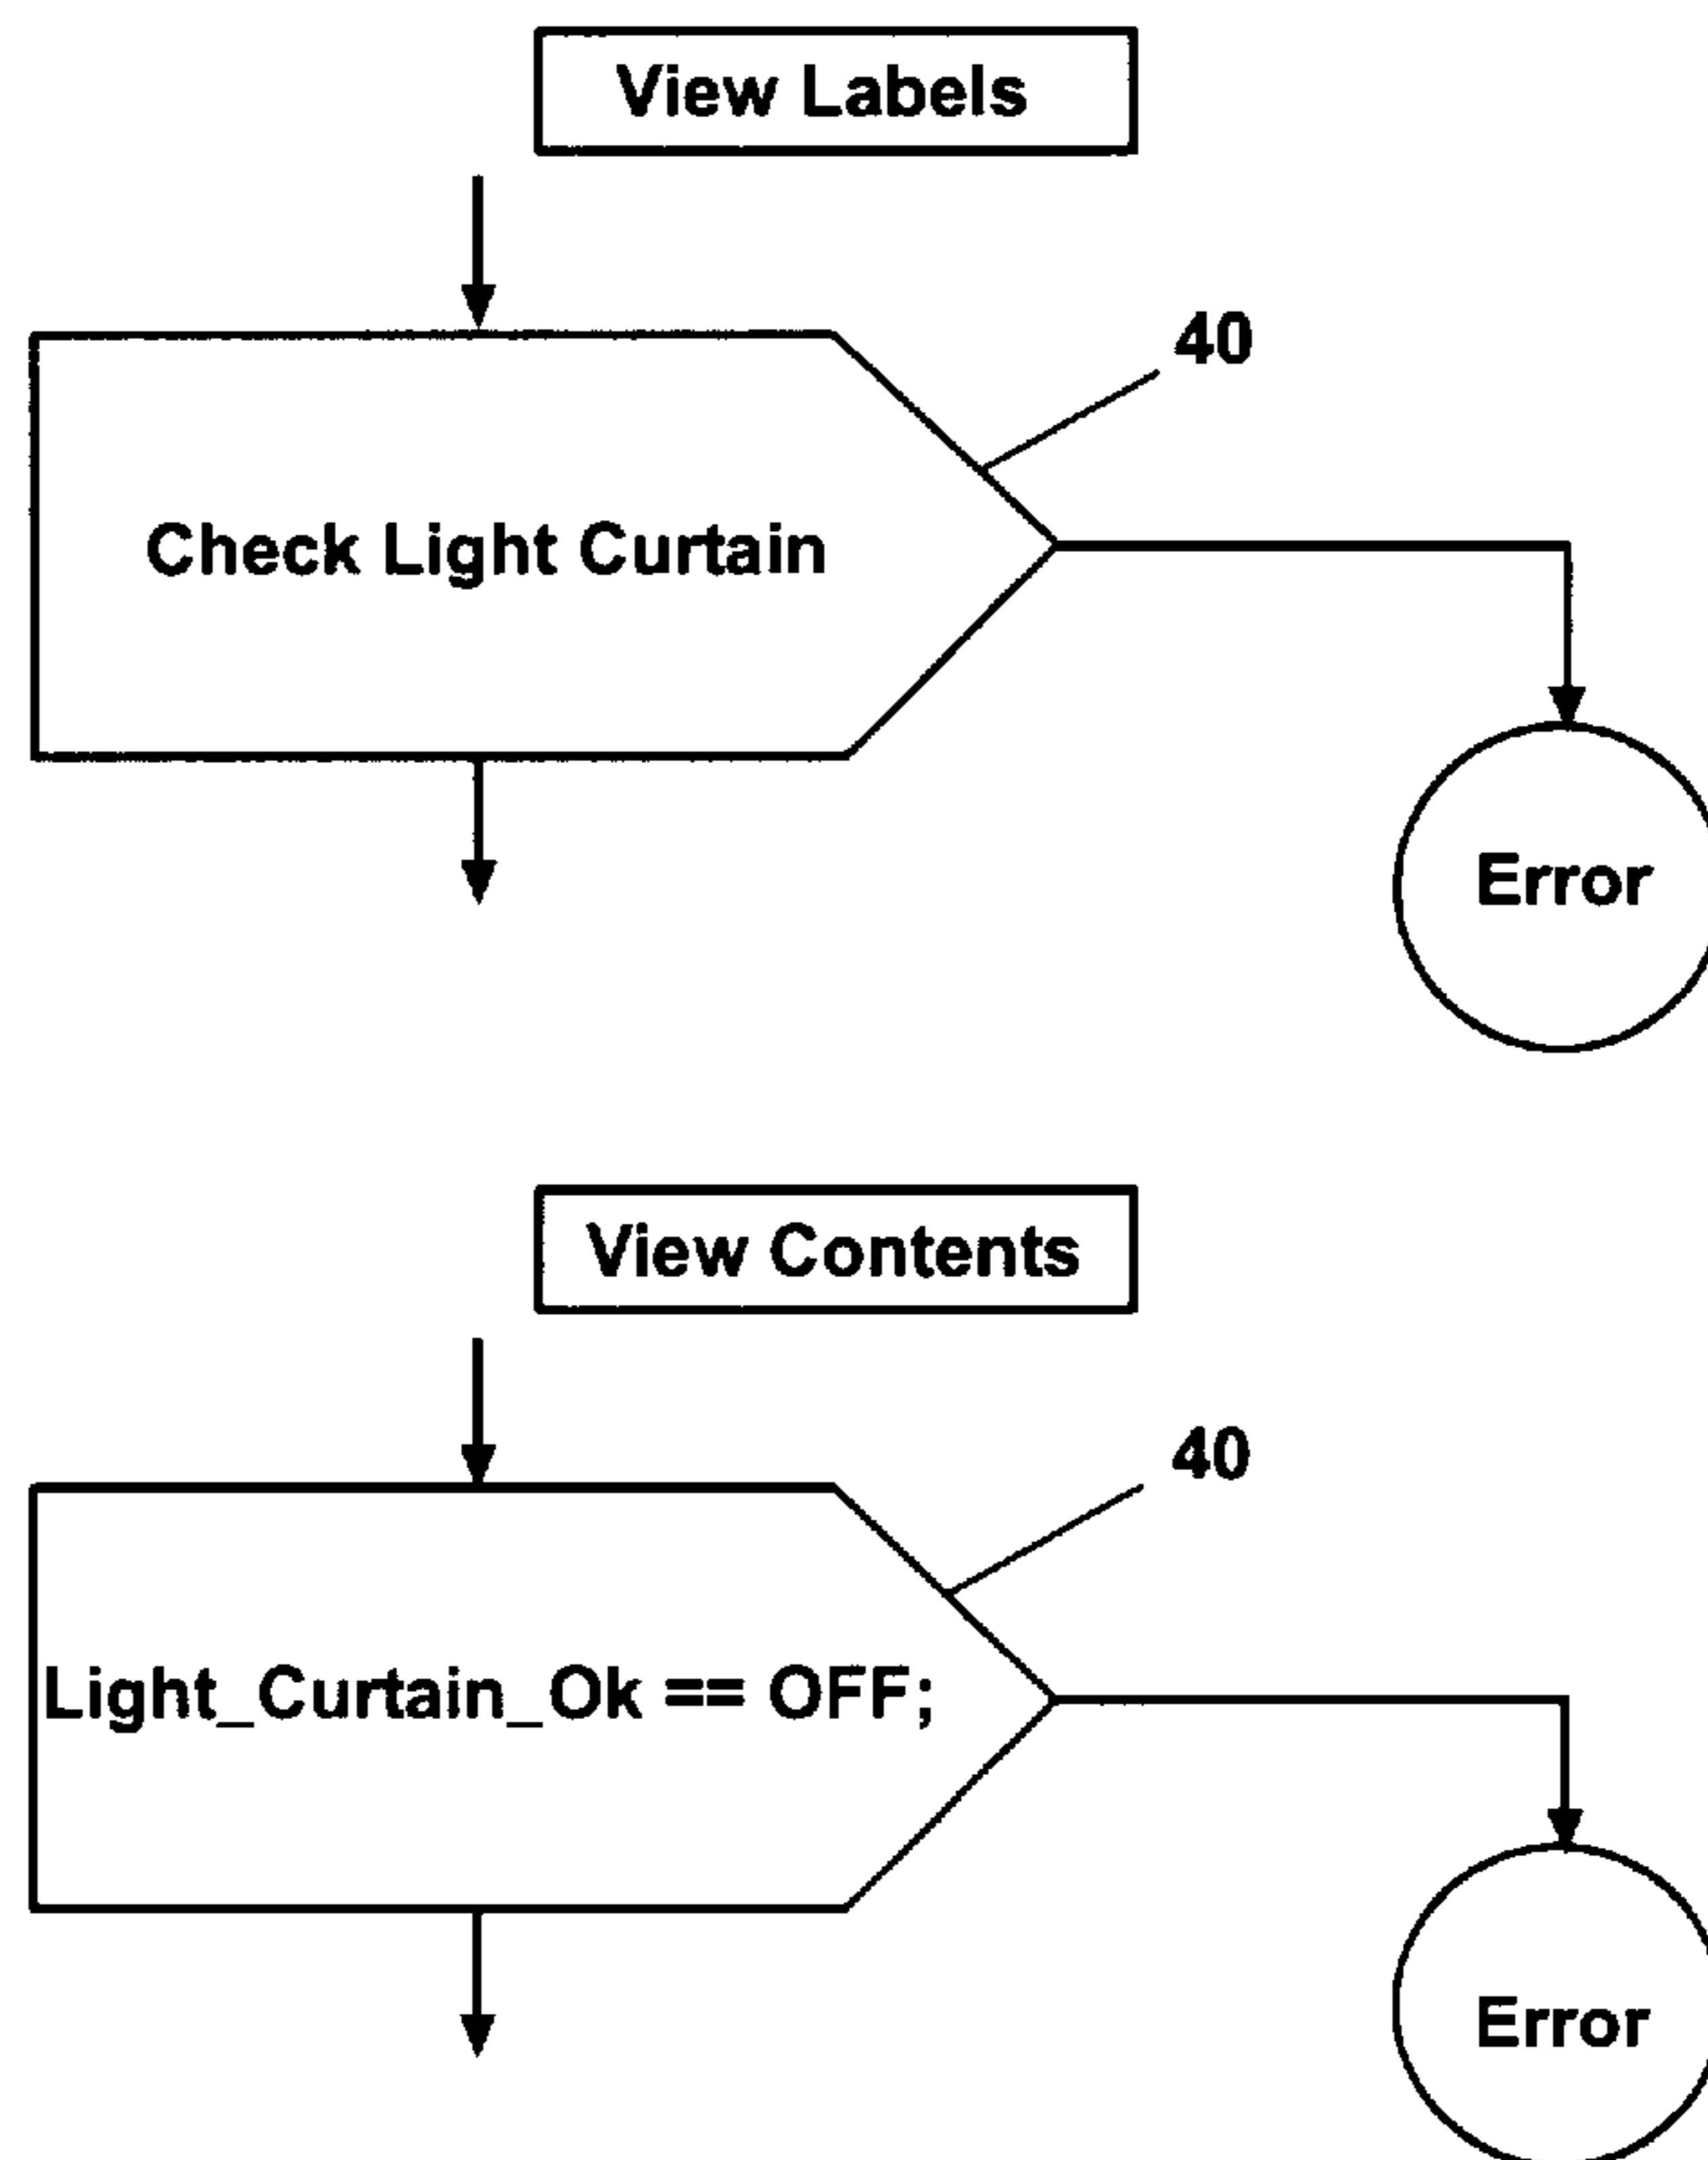 View Labels
40
Check Light Curtain
Error
View Contents
40
Light_Curtain_Ok == OFF;
Error